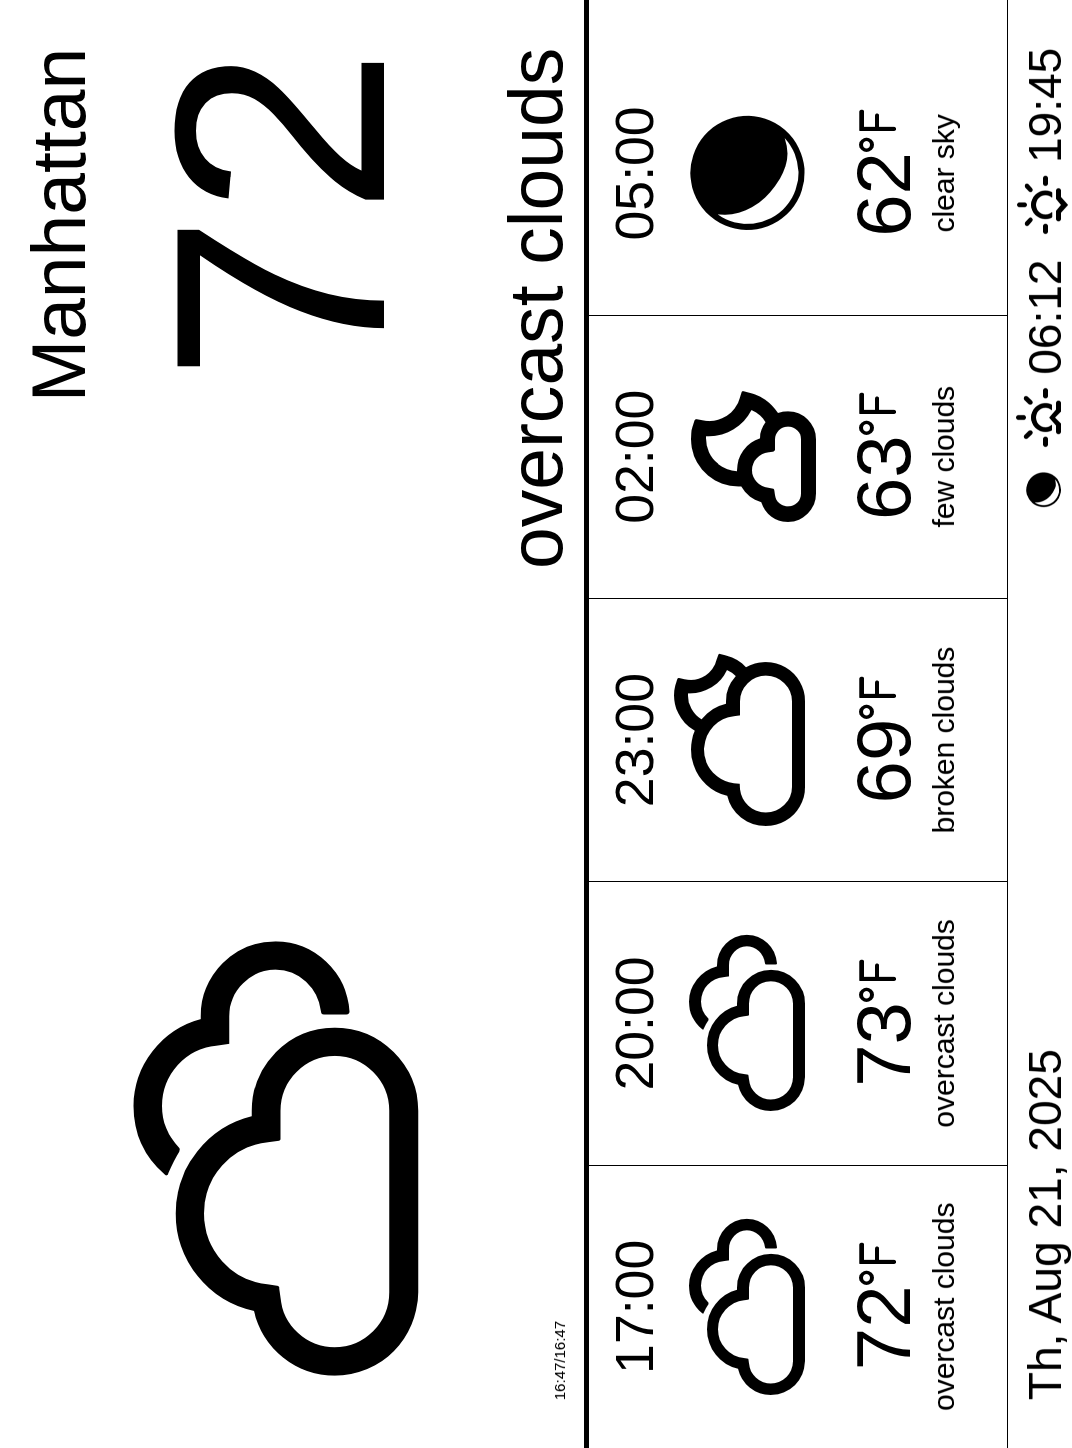 Manhattan
72
overcast clouds
16:47/16:47
17:00 20:00 23:00 02:00 05:00
72°F 73°F 69°F 63°F 62°F
overcast clouds overcast clouds broken clouds few clouds clear sky
Th, Aug 21, 2025 06:12 19:45